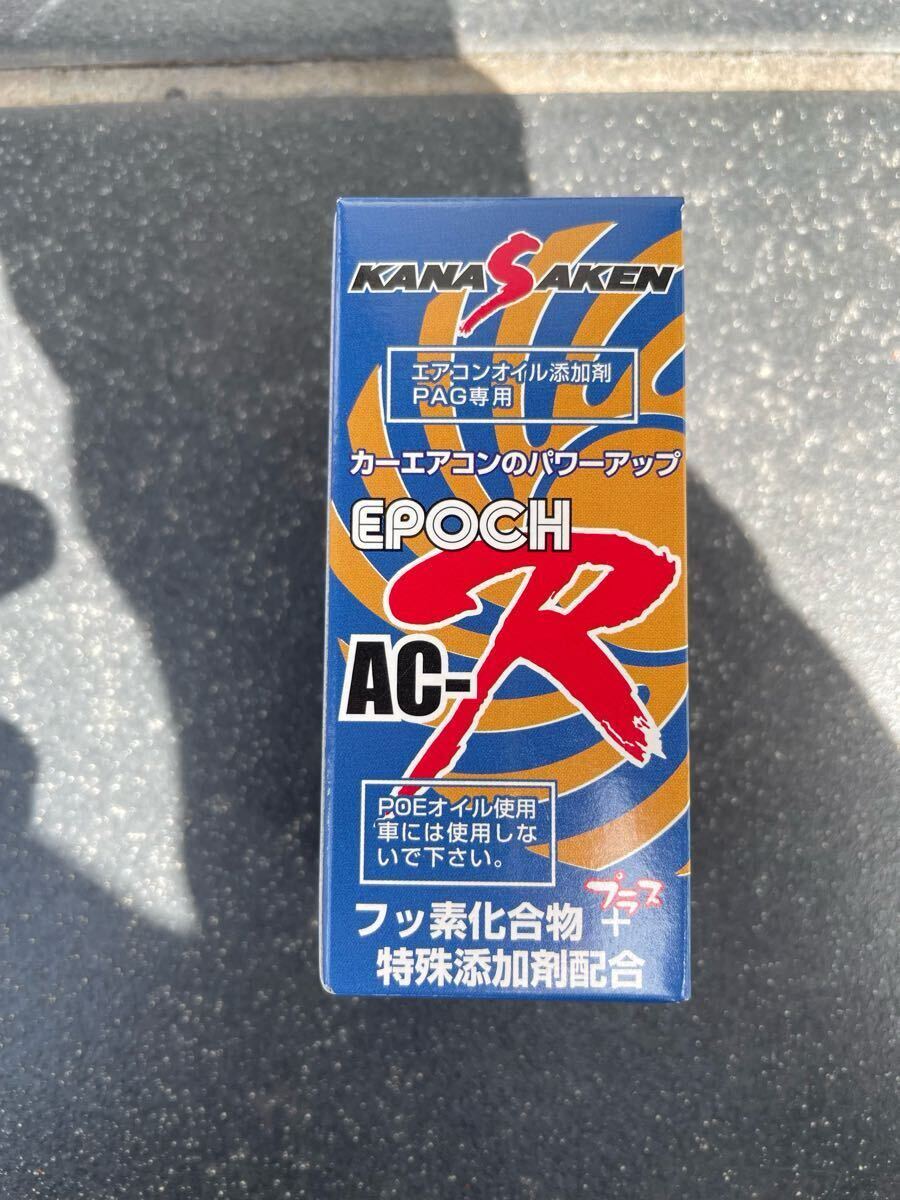 KANASAKEN
エアコンオイル添加剤
PAG専用
カーエアコンのパワーアップ
EPOCH
AC-R
POEオイル使用
車には使用しな
いで下さい。
フッ素化合物+プラス
特殊添加剤配合